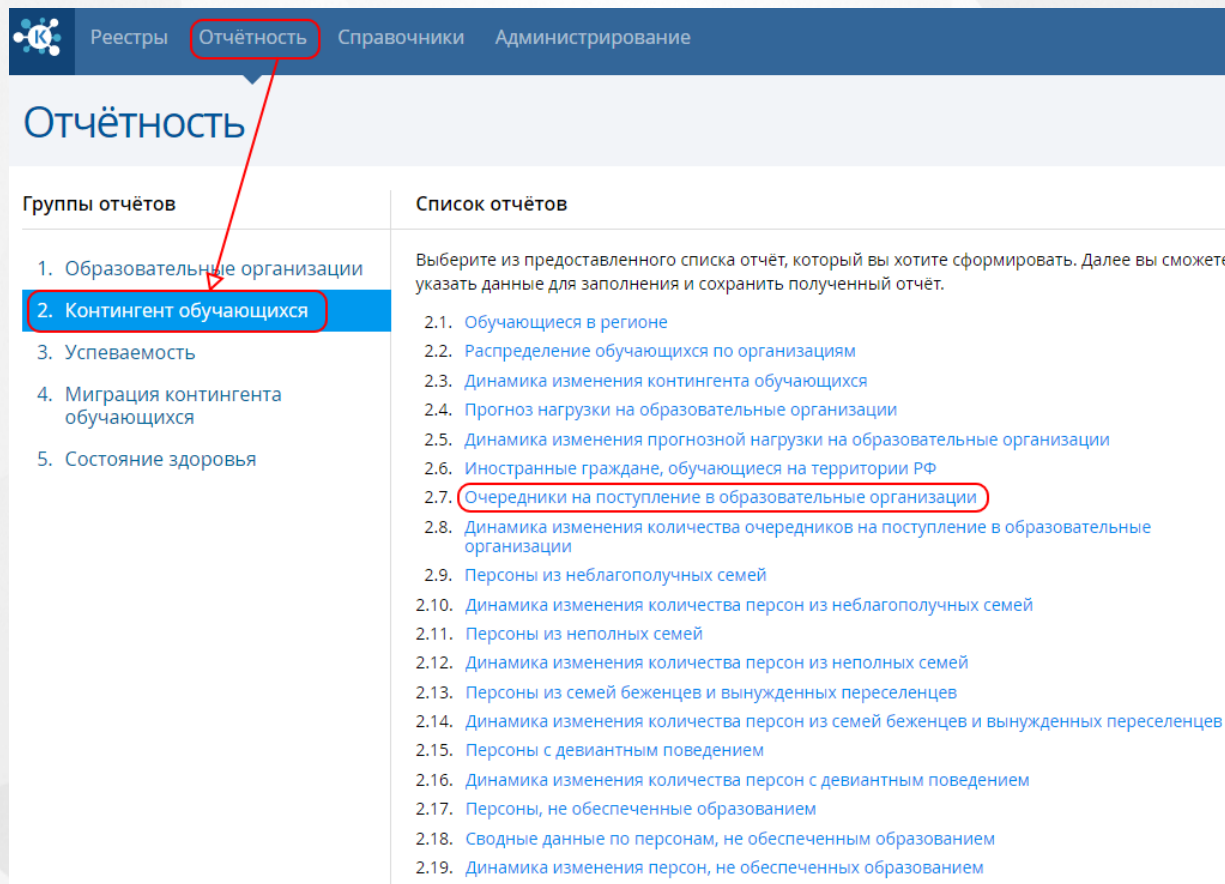 К Реестры Отчётность Справочники Администрирование
Отчётность
Группы отчётов
1. Образовательные организации
2. Контингент обучающихся
3. Успеваемость
4. Миграция контингента
обучающихся
5. Состояние здоровья
Список отчётов
Выберите из предоставленного списка отчёт, который вы хотите сформировать. Далее вы сможете
указать данные для заполнения и сохранить полученный отчёт.
2.1. Обучающиеся в регионе
2.2. Распределение обучающихся по организациям
2.3. Динамика изменения контингента обучающихся
2.4. Прогноз нагрузки на образовательные организации
2.5. Динамика изменения прогнозной нагрузки на образовательные организации
2.6. Иностранные граждане, обучающиеся на территории РФ
2.7. Очередники на поступление в образовательные организации
2.8. Динамика изменения количества очередников на поступление в образовательные
организации
2.9. Персоны из неблагополучных семей
2.10. Динамика изменения количества персон из неблагополучных семей
2.11. Персоны из неполных семей
2.12. Динамика изменения количества персон из неполных семей
2.13. Персоны из семей беженцев и вынужденных переселенцев
2.14. Динамика изменения количества персон из семей беженцев и вынужденных переселенцев
2.15. Персоны с девиантным поведением
2.16. Динамика изменения количества персон с девиантным поведением
2.17. Персоны, не обеспеченные образованием
2.18. Сводные данные по персонам, не обеспеченным образованием
2.19. Динамика изменения персон, не обеспеченных образованием